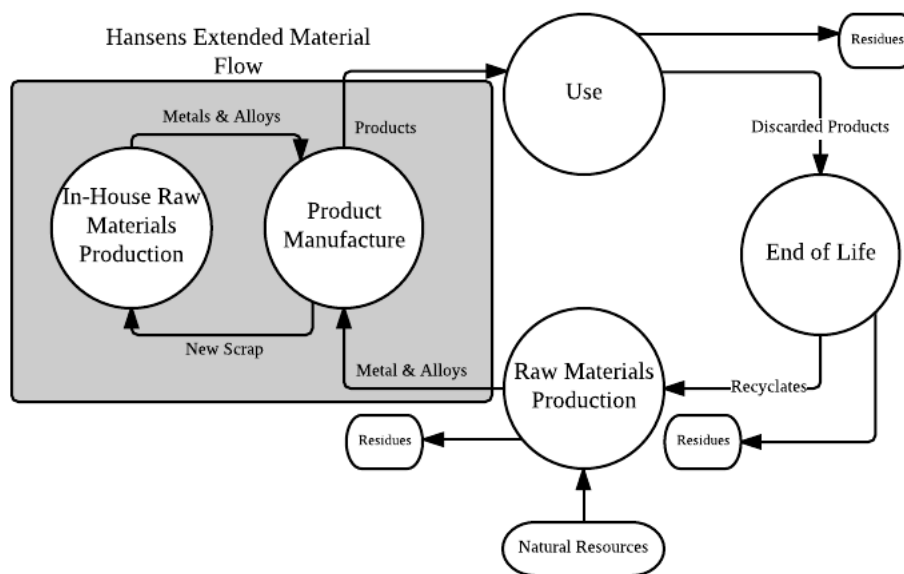 Hansens Extended Material
Flow
Residues
Use
Metals & Alloys
Products
Discarded Products
In-House Raw
Materials
Production
Product
Manufacture
End of Life
New Scrap
Metal & Alloys
Raw Materials
Production
Recyclates
Residues
Residues
Natural Resources